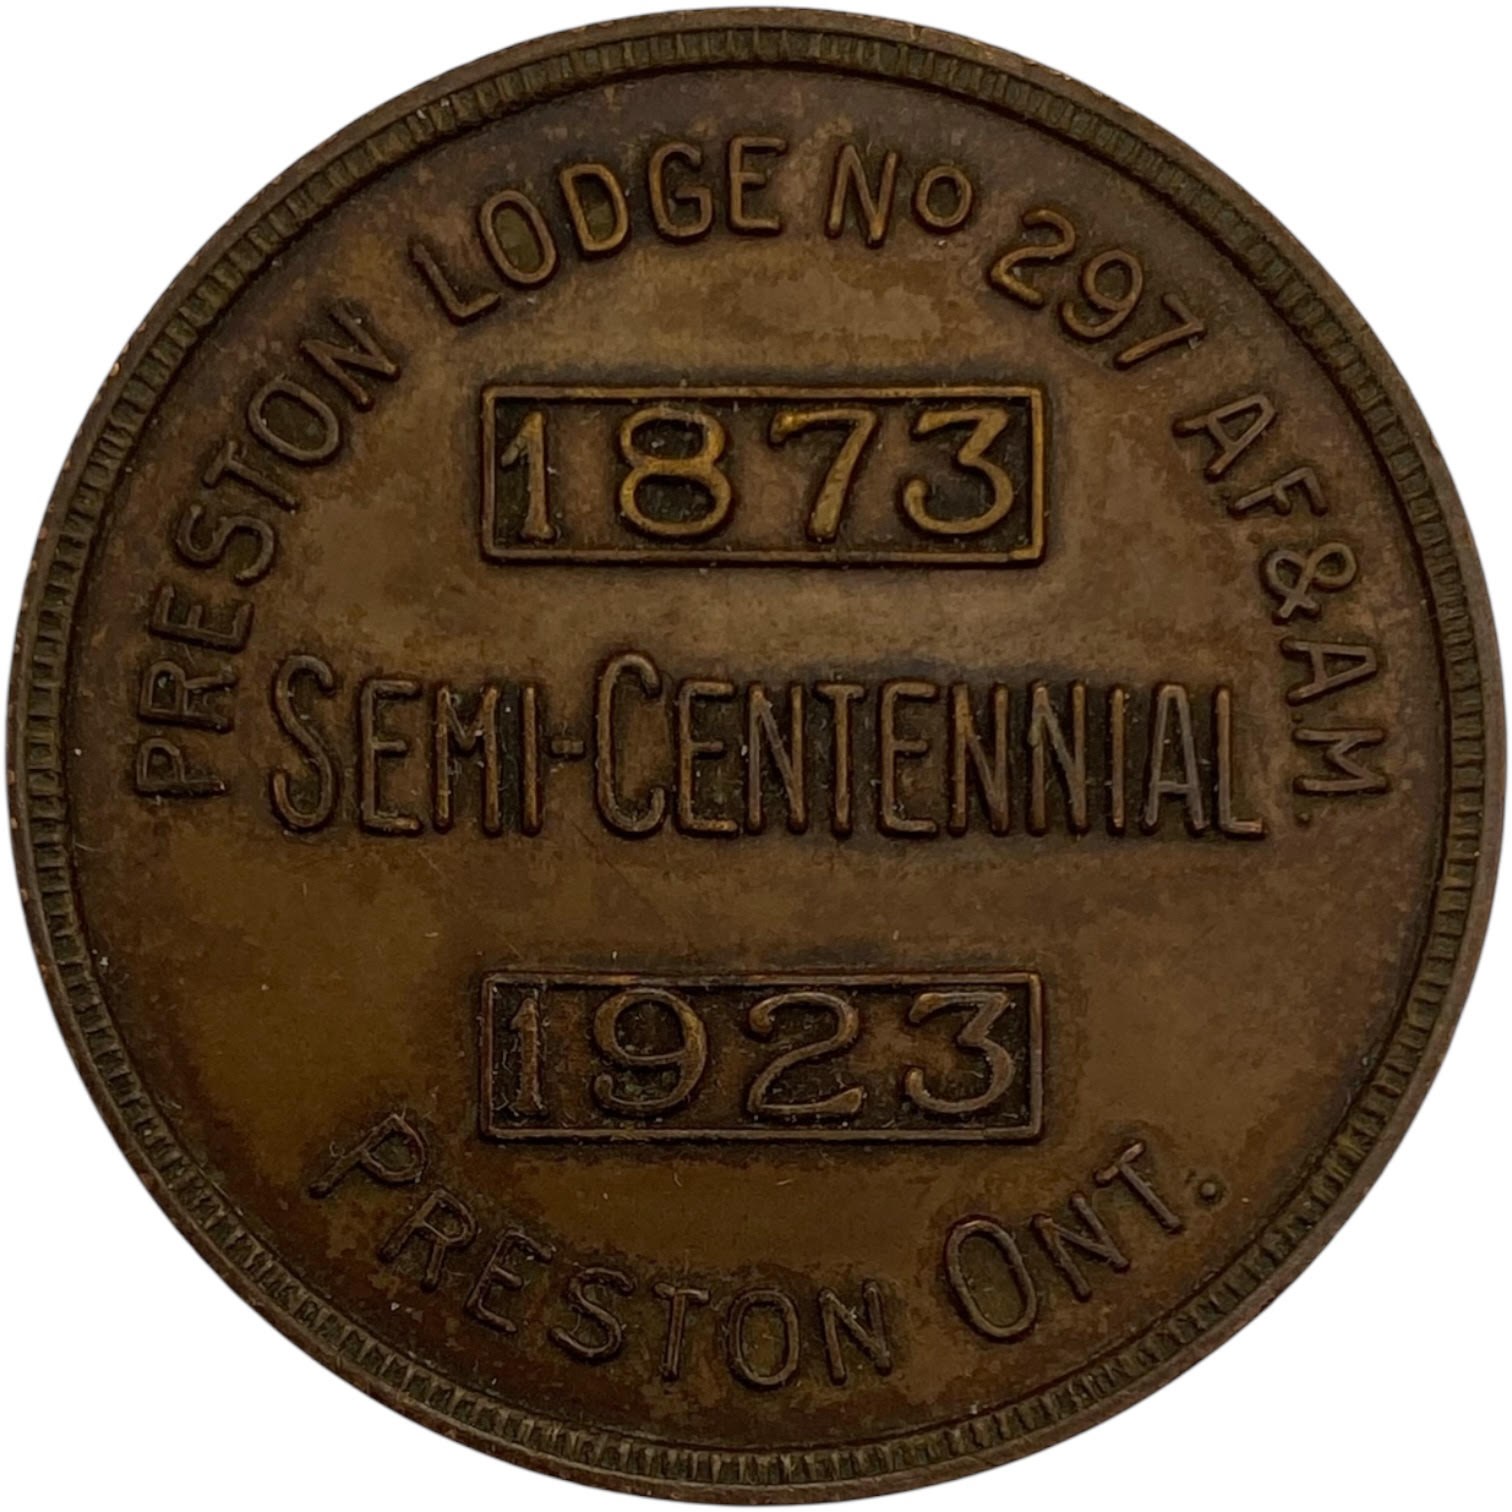 PRESTON LODGE No 297 A.F.&A.M.
1873
SEMI-CENTENNIAL
1923
PRESTON ONT.